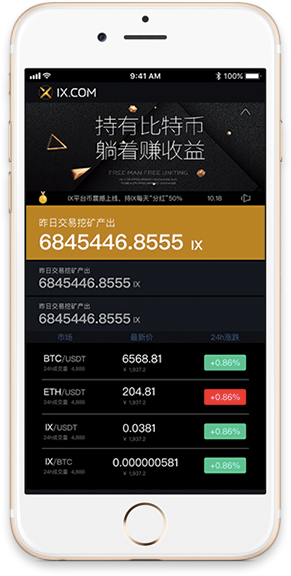 9:41 AM 100%
IX.COM
持有比特币
躺着赚收益
FREE MAN FREE UNITING.
IX平台币震撼上线，持IX每天"分红"50% 10.18
昨日交易挖矿产出
6845446.8555 IX
昨日交易挖矿产出
6845446.8555 IX
昨日交易挖矿产出
6845446.8555 IX
市场 最新价 24h涨跌
BTC/USDT 6568.81 +0.86%
24h成交量 4,888 ¥ 1,937.2
ETH/USDT 204.81 +0.86%
24h成交量 4,888 ¥ 1,937.2
IX/USDT 0.0381 +0.86%
24h成交量 4,888 ¥ 1,937.2
IX/BTC 0.000000581 +0.86%
24h成交量 4,888 ¥ 1,937.2